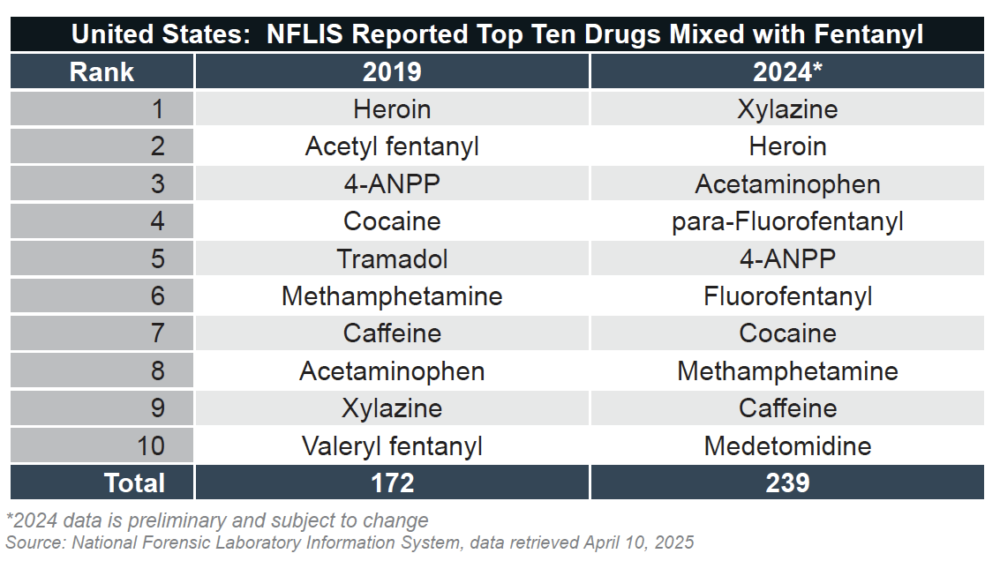 United States:  NFLIS Reported Top Ten Drugs Mixed with Fentanyl
Rank 2019 2024*
1 Heroin Xylazine
2 Acetyl fentanyl Heroin
3 4-ANPP Acetaminophen
4 Cocaine para-Fluorofentanyl
5 Tramadol 4-ANPP
6 Methamphetamine Fluorofentanyl
7 Caffeine Cocaine
8 Acetaminophen Methamphetamine
9 Xylazine Caffeine
10 Valeryl fentanyl Medetomidine
Total 172 239
*2024 data is preliminary and subject to change
Source: National Forensic Laboratory Information System, data retrieved April 10, 2025